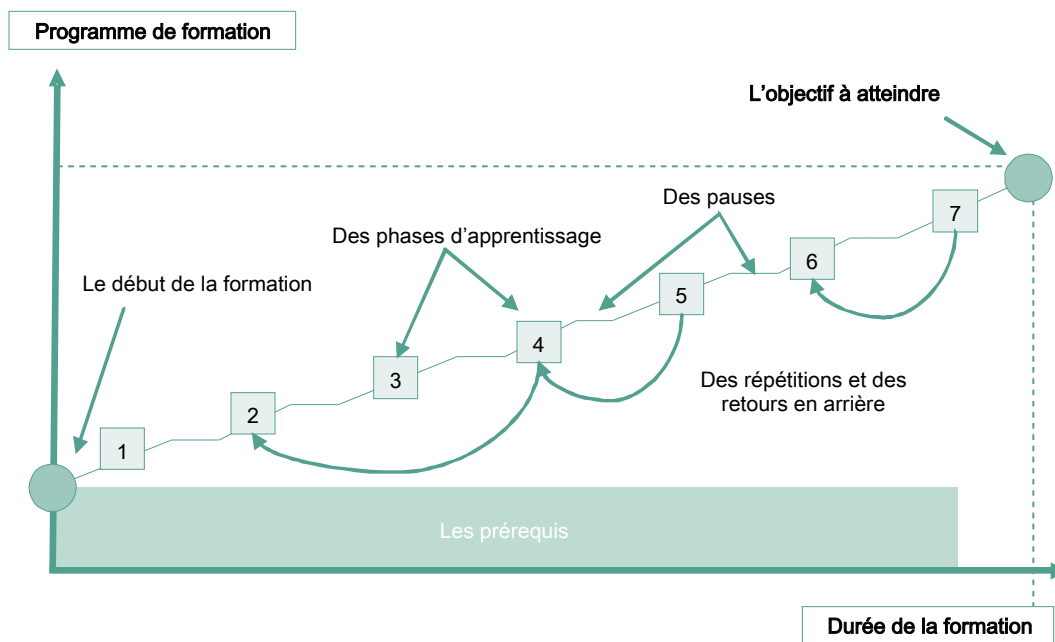 Programme de formation
L'objectif à atteindre
Des pauses
7
Des phases d'apprentissage
6
Le début de la formation
5
4
3
Des répétitions et des
retours en arrière
2
1
Les prérequis
Durée de la formation